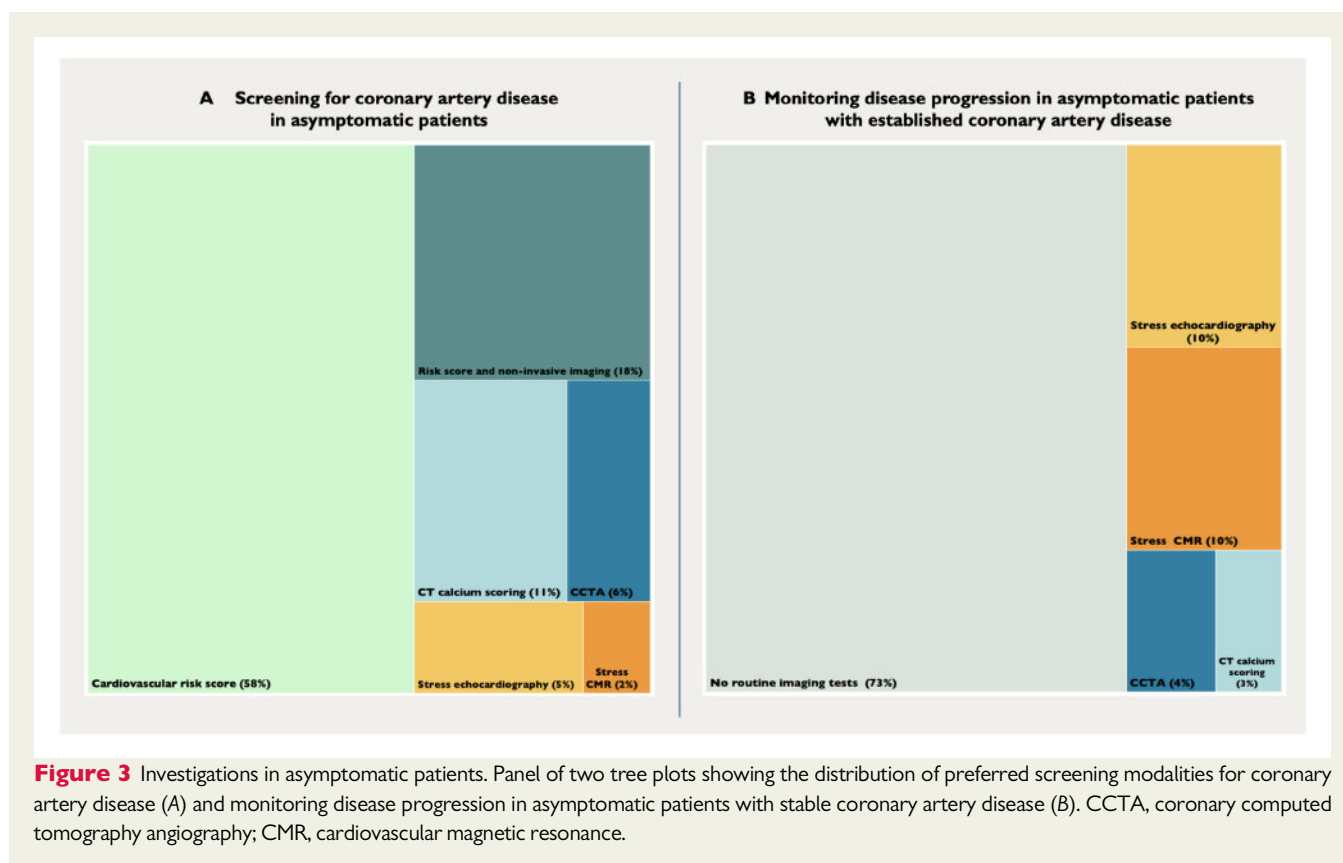 A Screening for coronary artery disease
in asymptomatic patients
Risk score and non-invasive imaging (18%)
CT calcium scoring (11%)
CCTA (6%)
Cardiovascular risk score (58%)
Stress echocardiography (5%)
Stress
CMR (2%)
B Monitoring disease progression in asymptomatic patients
with established coronary artery disease
Stress echocardiography
(10%)
Stress CMR (10%)
No routine imaging tests (73%)
CCTA (4%)
CT calcium
scoring
(3%)
Figure 3 Investigations in asymptomatic patients. Panel of two tree plots showing the distribution of preferred screening modalities for coronary
artery disease (A) and monitoring disease progression in asymptomatic patients with stable coronary artery disease (B). CCTA, coronary computed
tomography angiography; CMR, cardiovascular magnetic resonance.